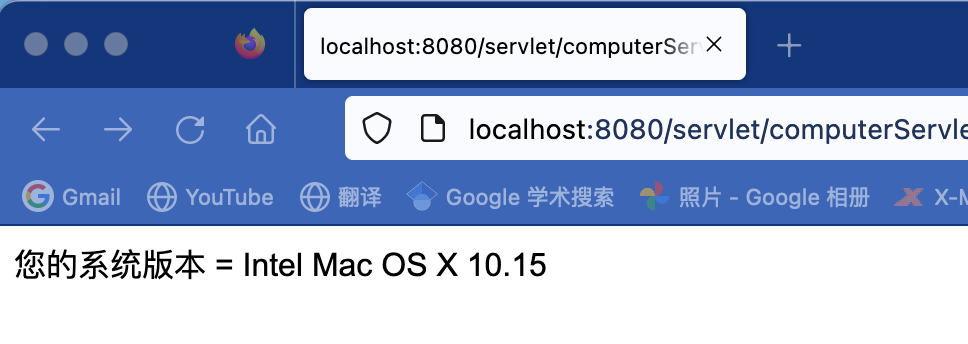 localhost:8080/servlet/computerSer
localhost:8080/servlet/computerServle
Gmail YouTube 翻译 Google 学术搜索 照片 - Google 相册 X-M
您的系统版本 = Intel Mac OS X 10.15